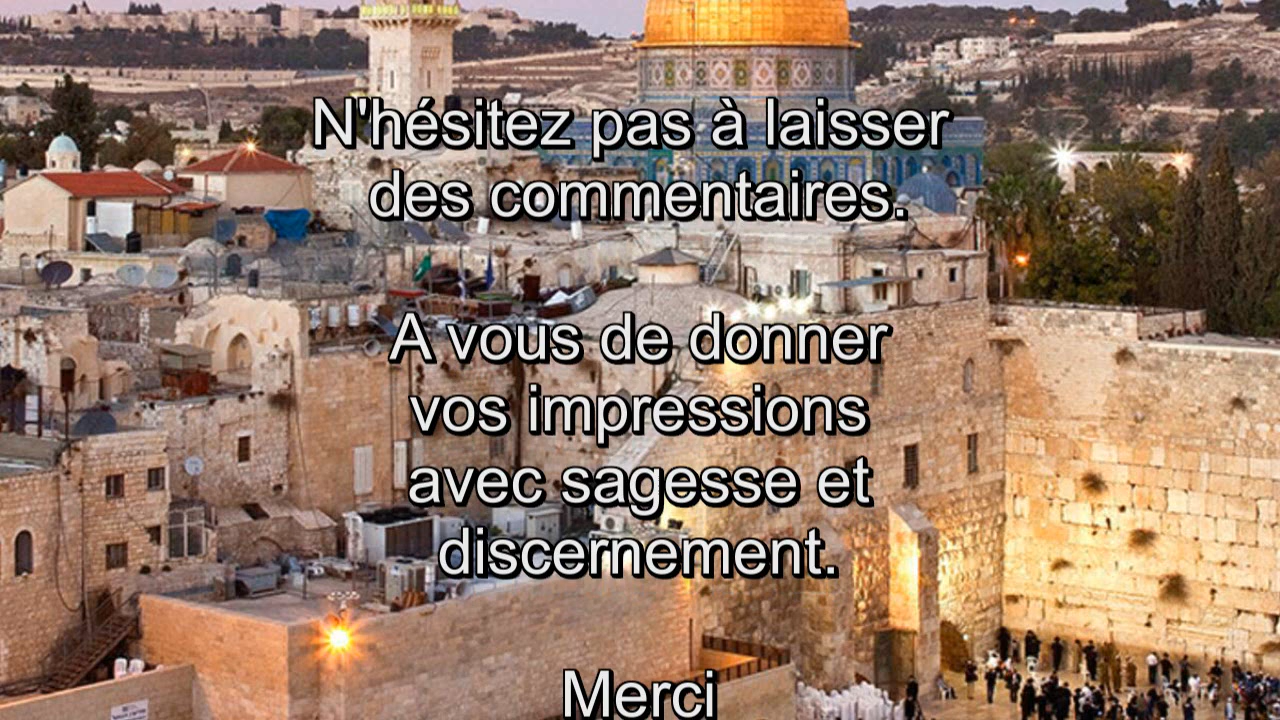 N'hésitez pas à laisser
des commentaires.
A vous de donner
vos impressions
avec sagesse et
discernement.
Merci